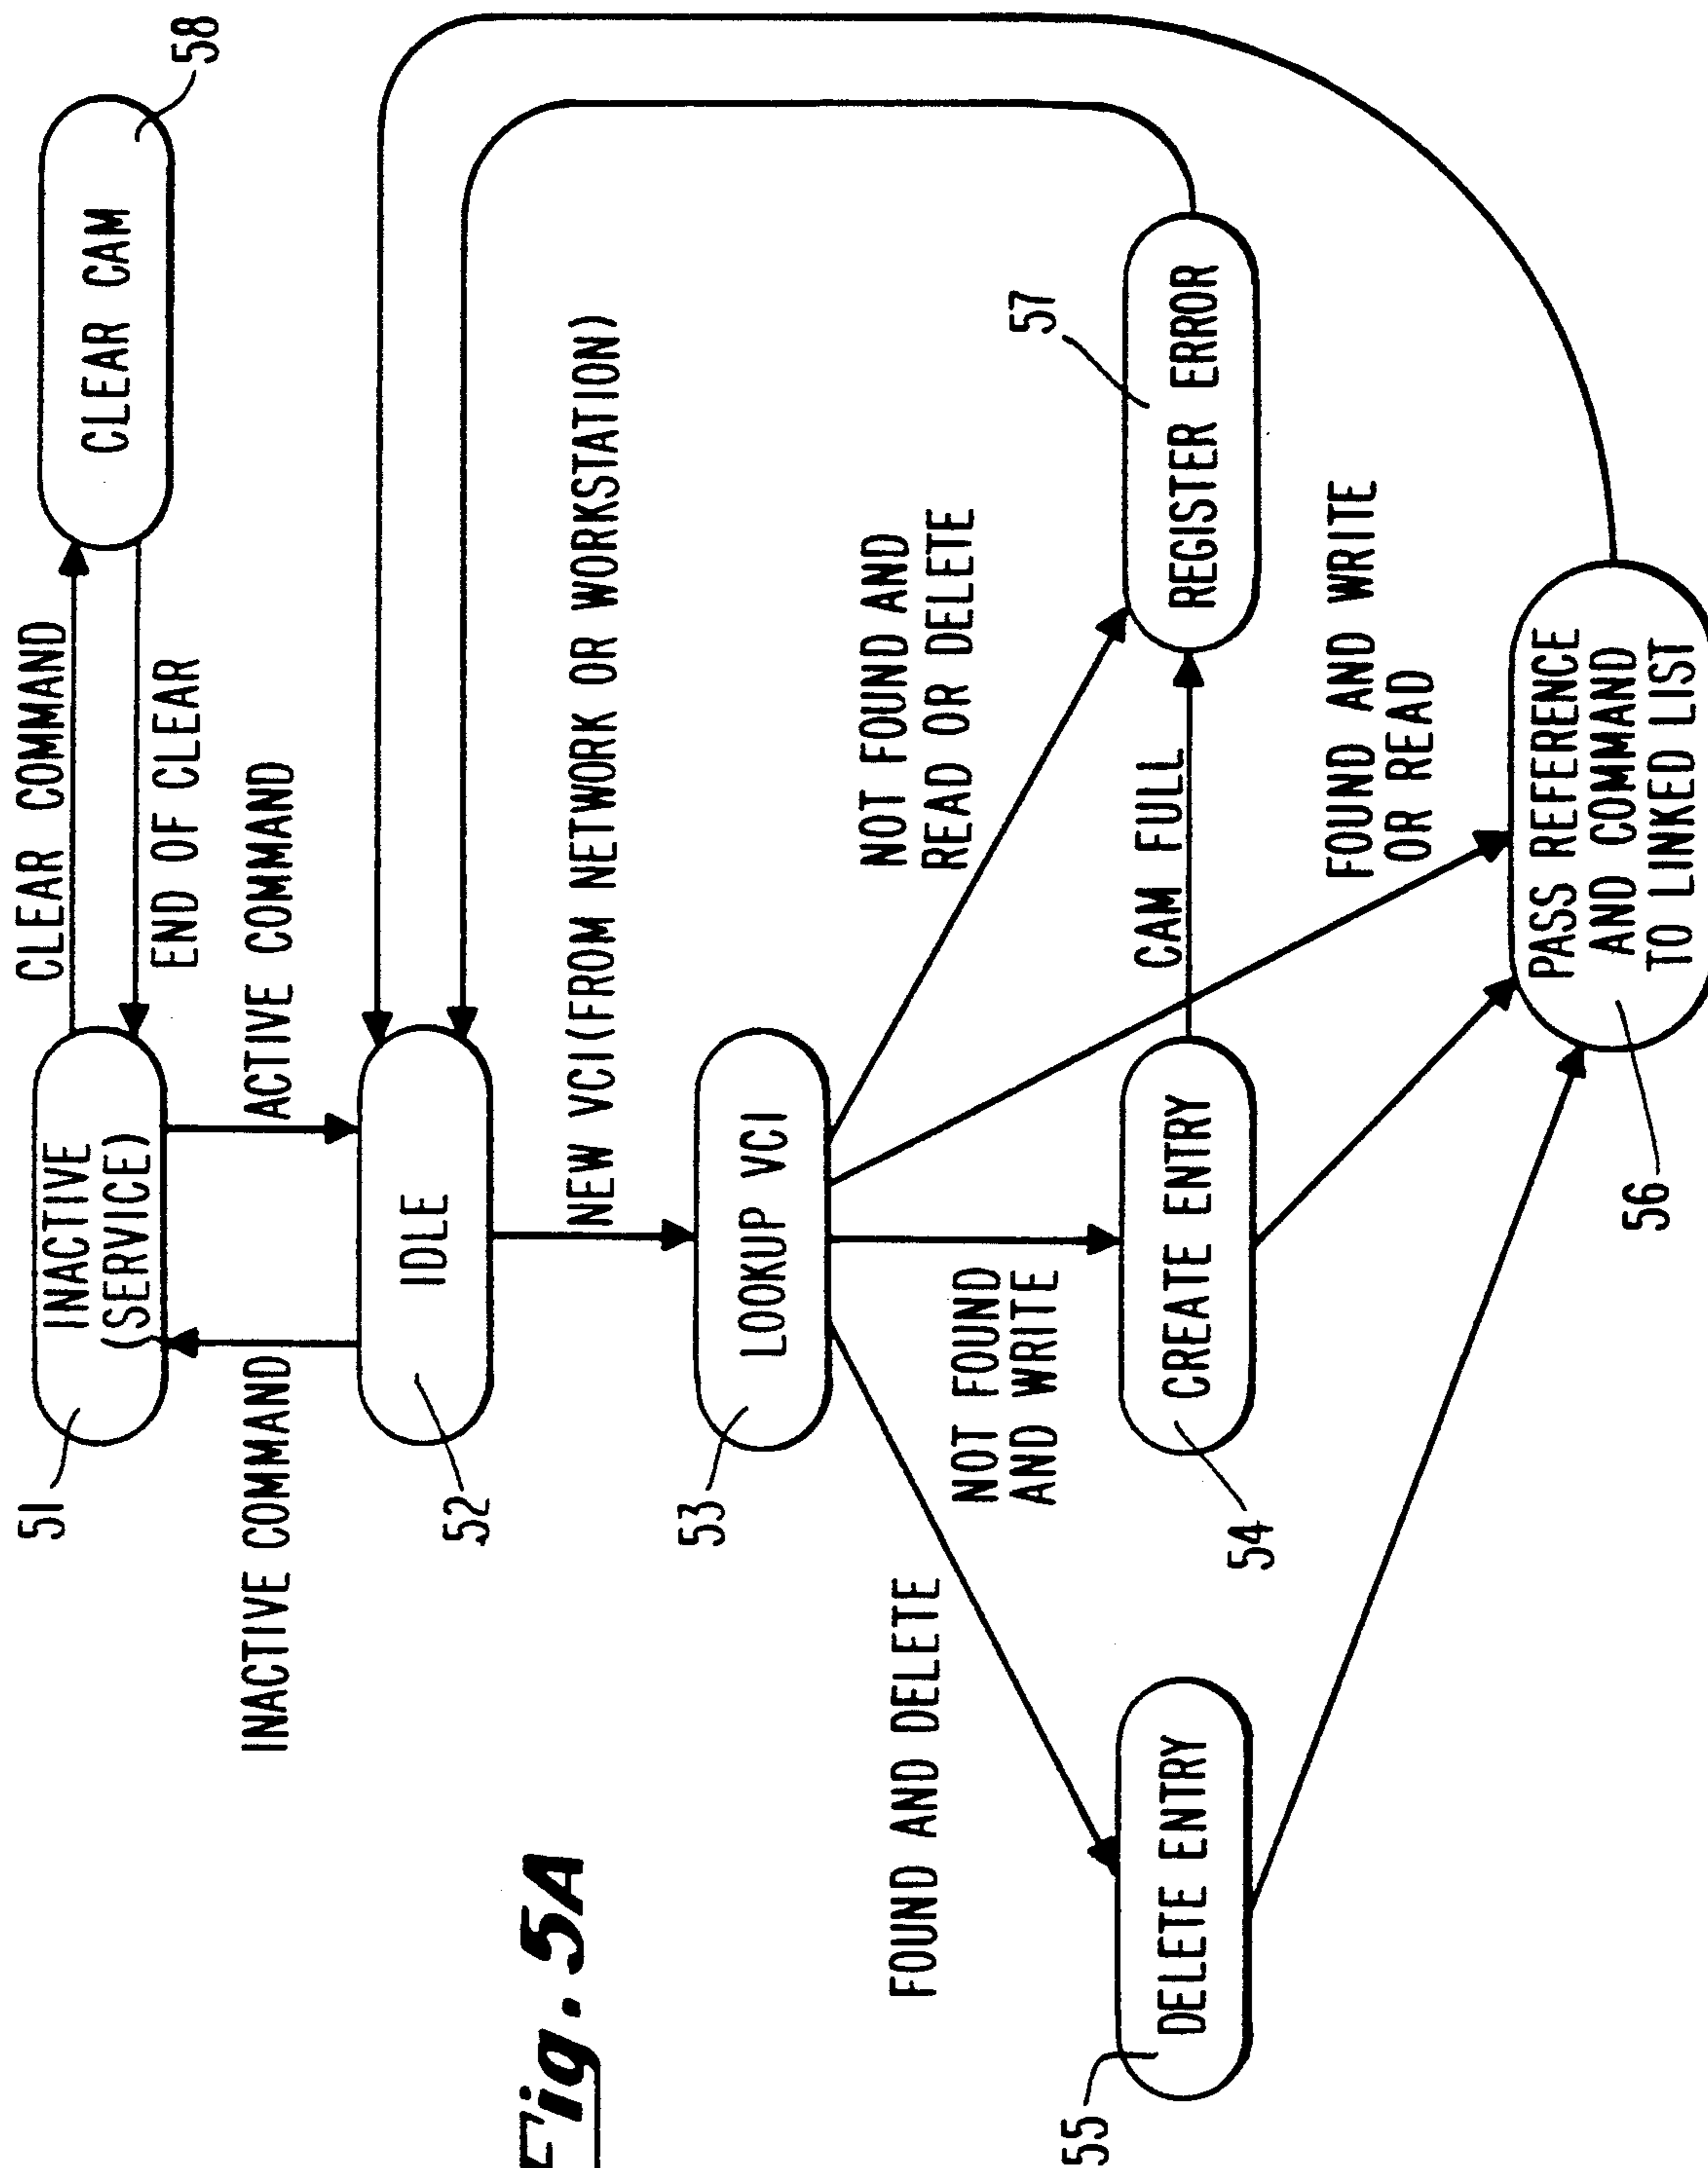 CLEAR COMMAND
58
CLEAR CAM
51
INACTIVE
(SERVICE)
END OF CLEAR
INACTIVE COMMAND
ACTIVE COMMAND
52
IDLE
Fig. 5A
NEW VCI(FROM NETWORK OR WORKSTATION)
53
LOOKUP VCI
FOUND AND DELETE
NOT FOUND
AND WRITE
NOT FOUND AND
READ OR DELETE
57
55
DELETE ENTRY
54
CREATE ENTRY
CAM FULL
REGISTER ERROR
FOUND AND WRITE
OR READ
56
PASS REFERENCE
AND COMMAND
TO LINKED LIST